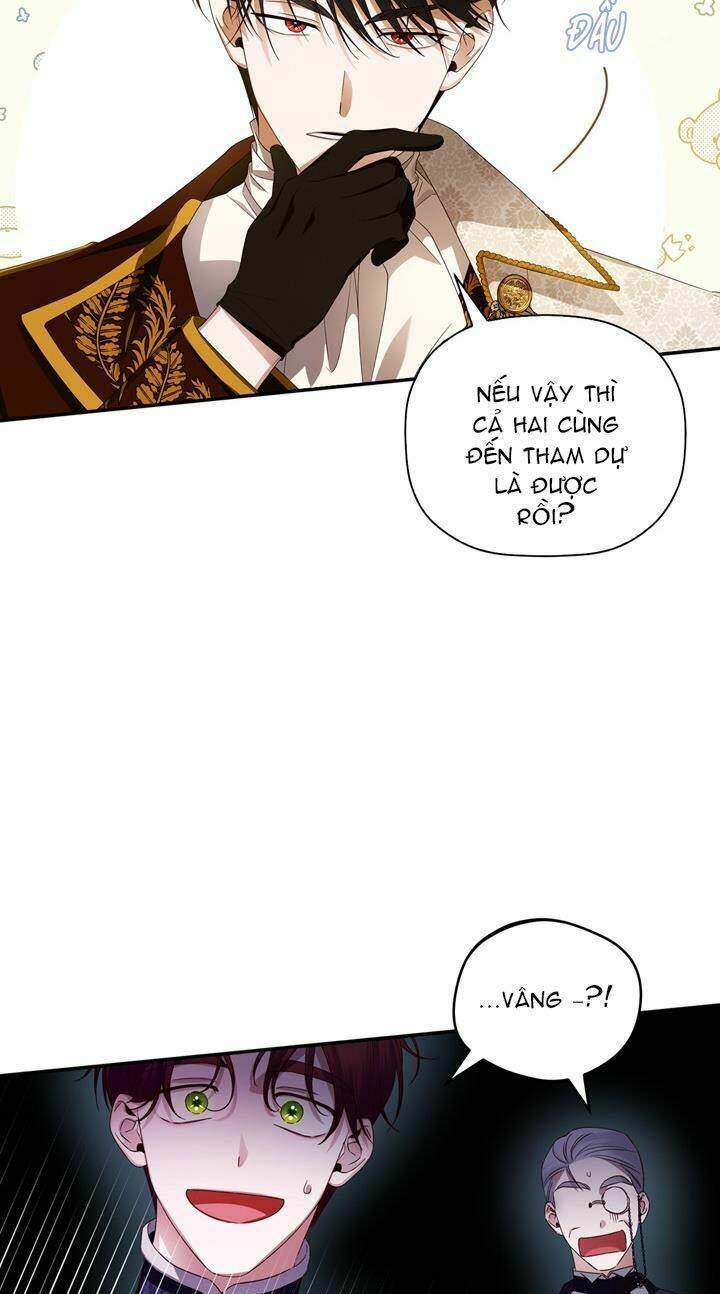 ĐẦU
NẾU VẬY THÌ
CẢ HAI CÙNG
ĐẾN THAM DỰ
LÀ ĐƯỢC
RỒI?
...VÂNG -?!